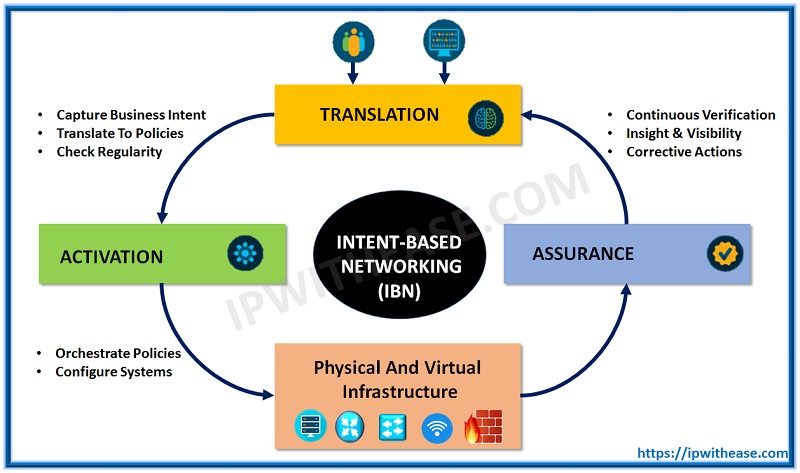 TRANSLATION
• Capture Business Intent
• Translate To Policies
• Check Regularity
• Continuous Verification
• Insight & Visibility
• Corrective Actions
ACTIVATION
INTENT-BASED
NETWORKING
(IBN)
ASSURANCE
IPWITHEASE.COM
• Orchestrate Policies
• Configure Systems
Physical And Virtual
Infrastructure
https://ipwithease.com